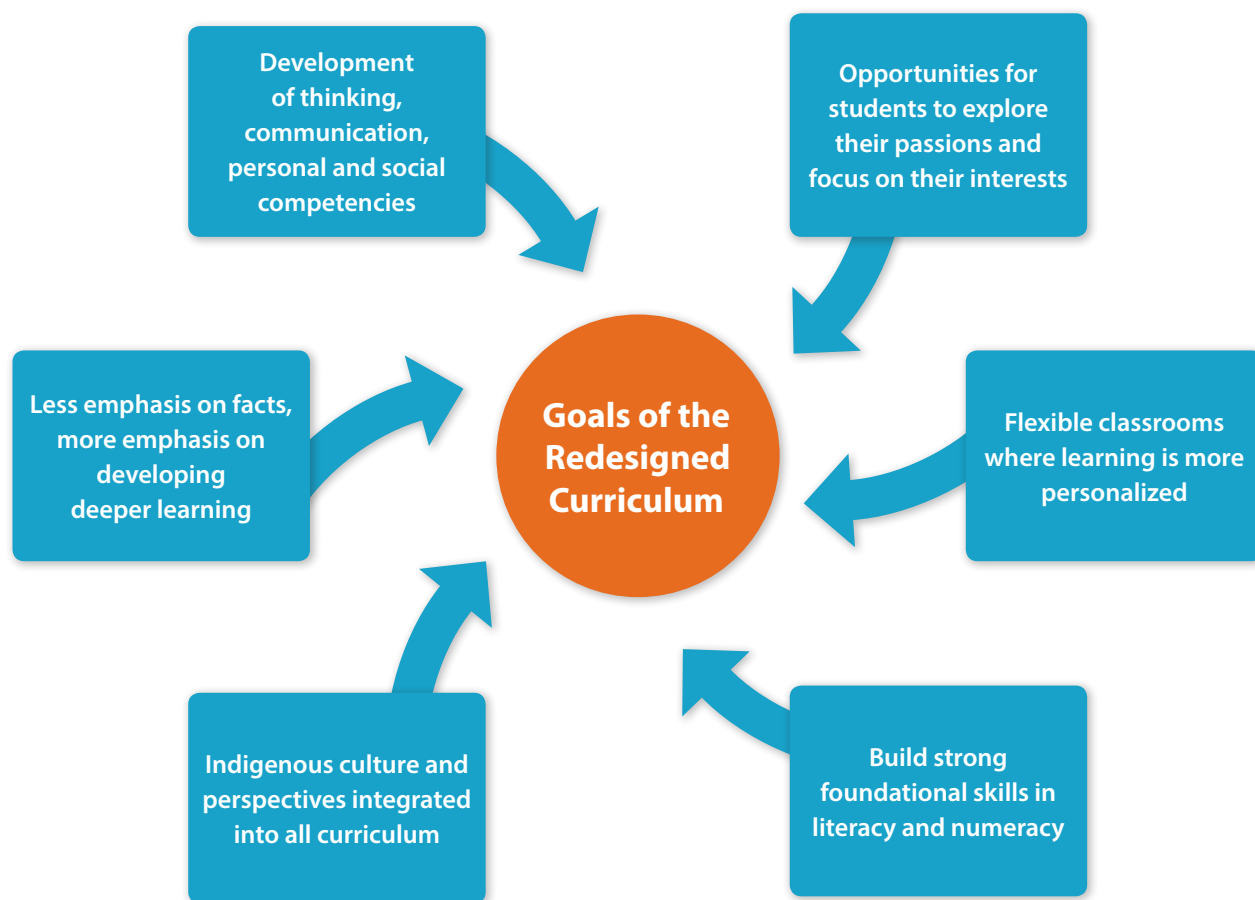 Development
of thinking,
communication,
personal and social
competencies
Opportunities for
students to explore
their passions and
focus on their interests
Less emphasis on facts,
more emphasis on
developing
deeper learning
Goals of the
Redesigned
Curriculum
Flexible classrooms
where learning is more
personalized
Indigenous culture and
perspectives integrated
into all curriculum
Build strong
foundational skills in
literacy and numeracy